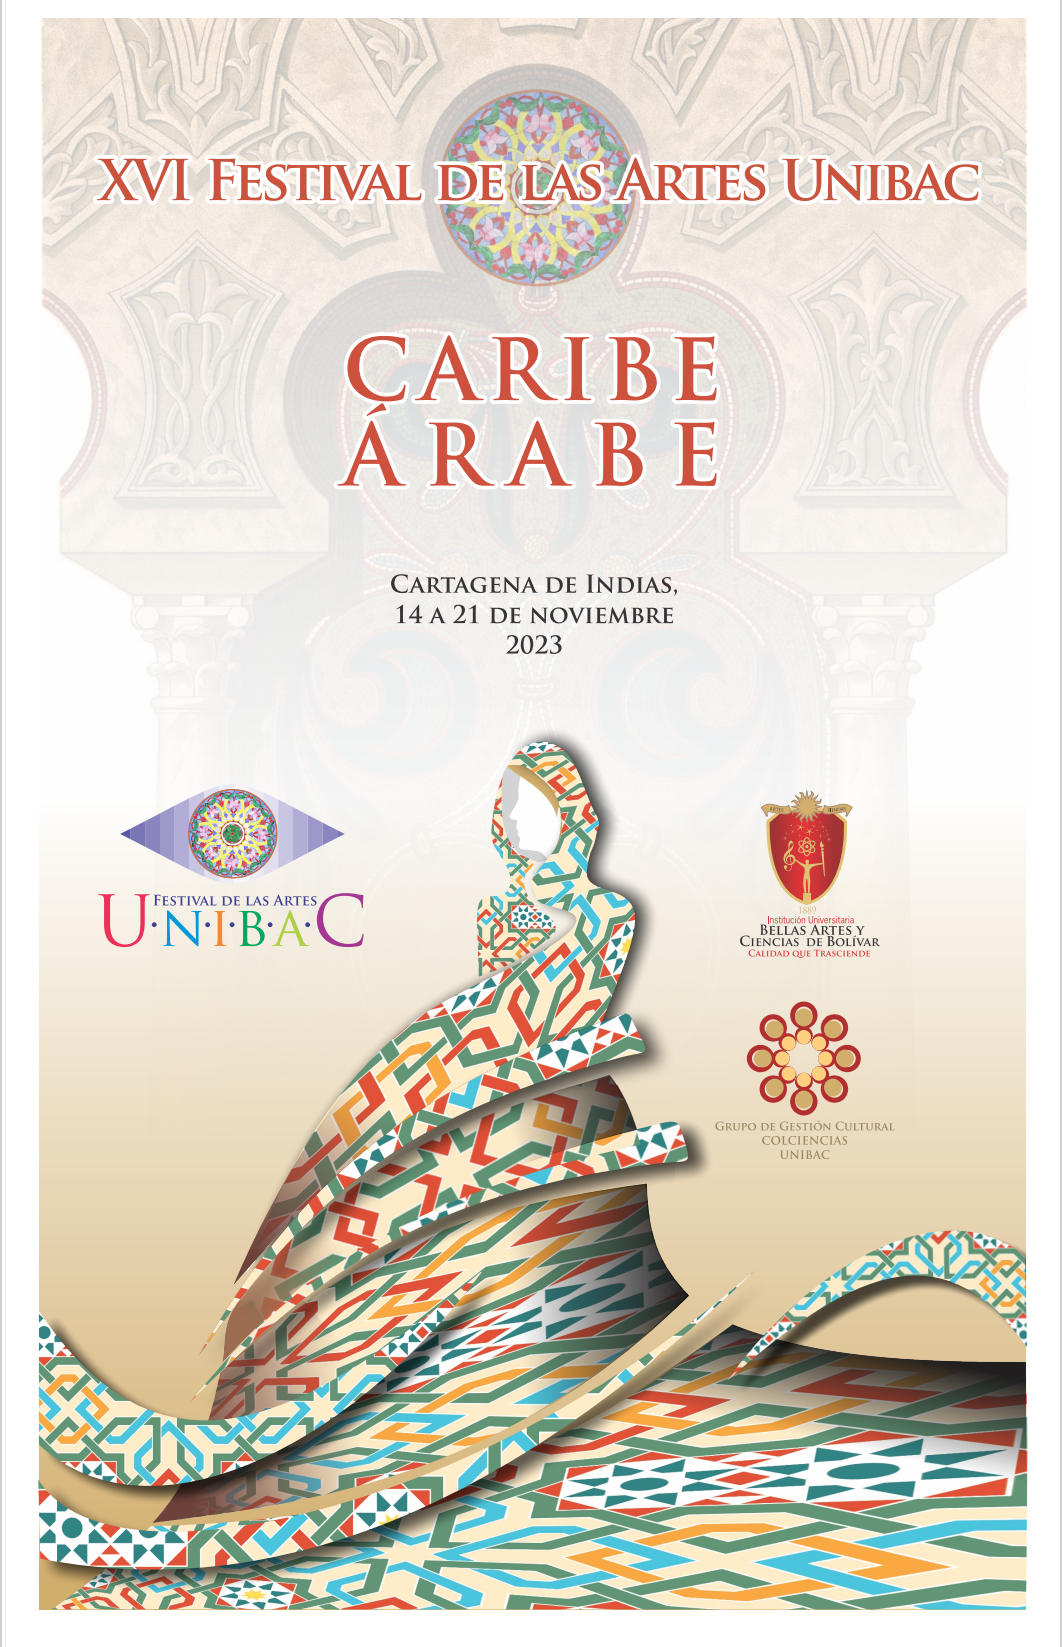 XVI Festival de las Artes Unibac
CARIBE
ÁRABE
Cartagena de Indias,
14 a 21 de noviembre
2023
Festival de las Artes
U·N·I·B·A·C
1889
Institución Universitaria
Bellas Artes y
Ciencias de Bolívar
Calidad que Trasciende
Grupo de Gestión Cultural
COLCIENCIAS
UNIBAC